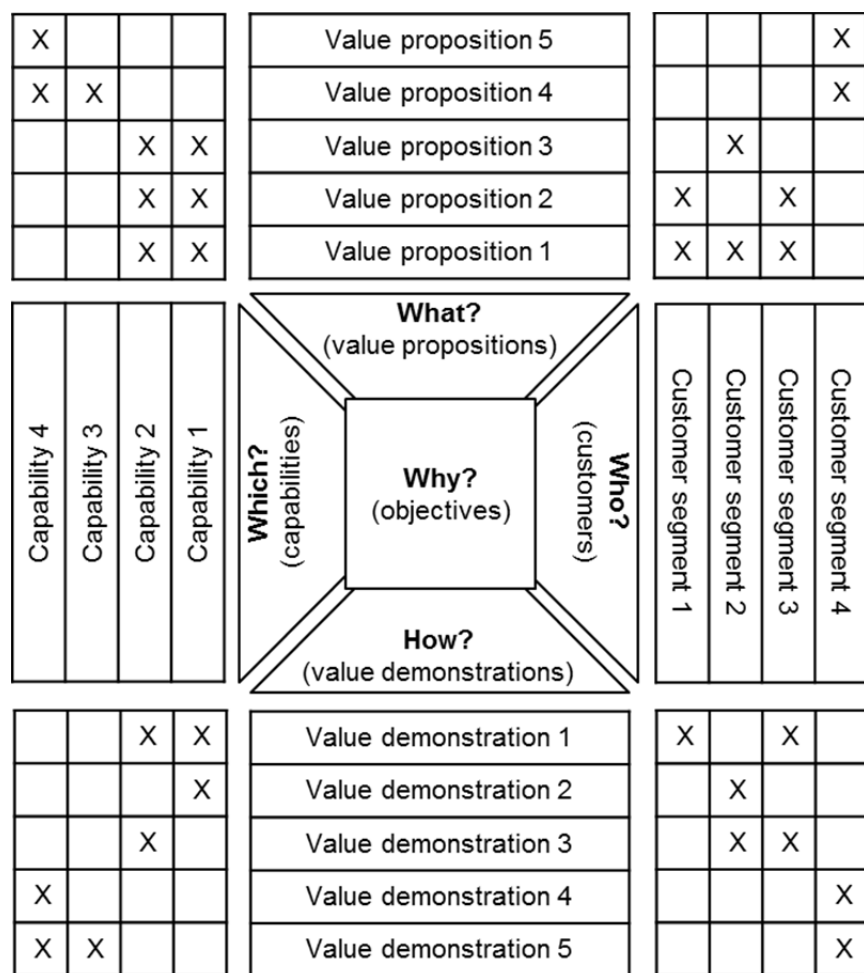 X Value proposition 5 X
X X Value proposition 4 X
X X Value proposition 3 X
X X Value proposition 2 X X
X X Value proposition 1 X X X
What?
(value propositions)
Capability 4
Capability 3
Capability 2
Capability 1
Which?
(capabilities)
Why?
(objectives)
Who?
(customers)
Customer segment 1
Customer segment 2
Customer segment 3
Customer segment 4
How?
(value demonstrations)
X X Value demonstration 1 X X
X Value demonstration 2 X
X Value demonstration 3 X X
X Value demonstration 4 X
X X Value demonstration 5 X